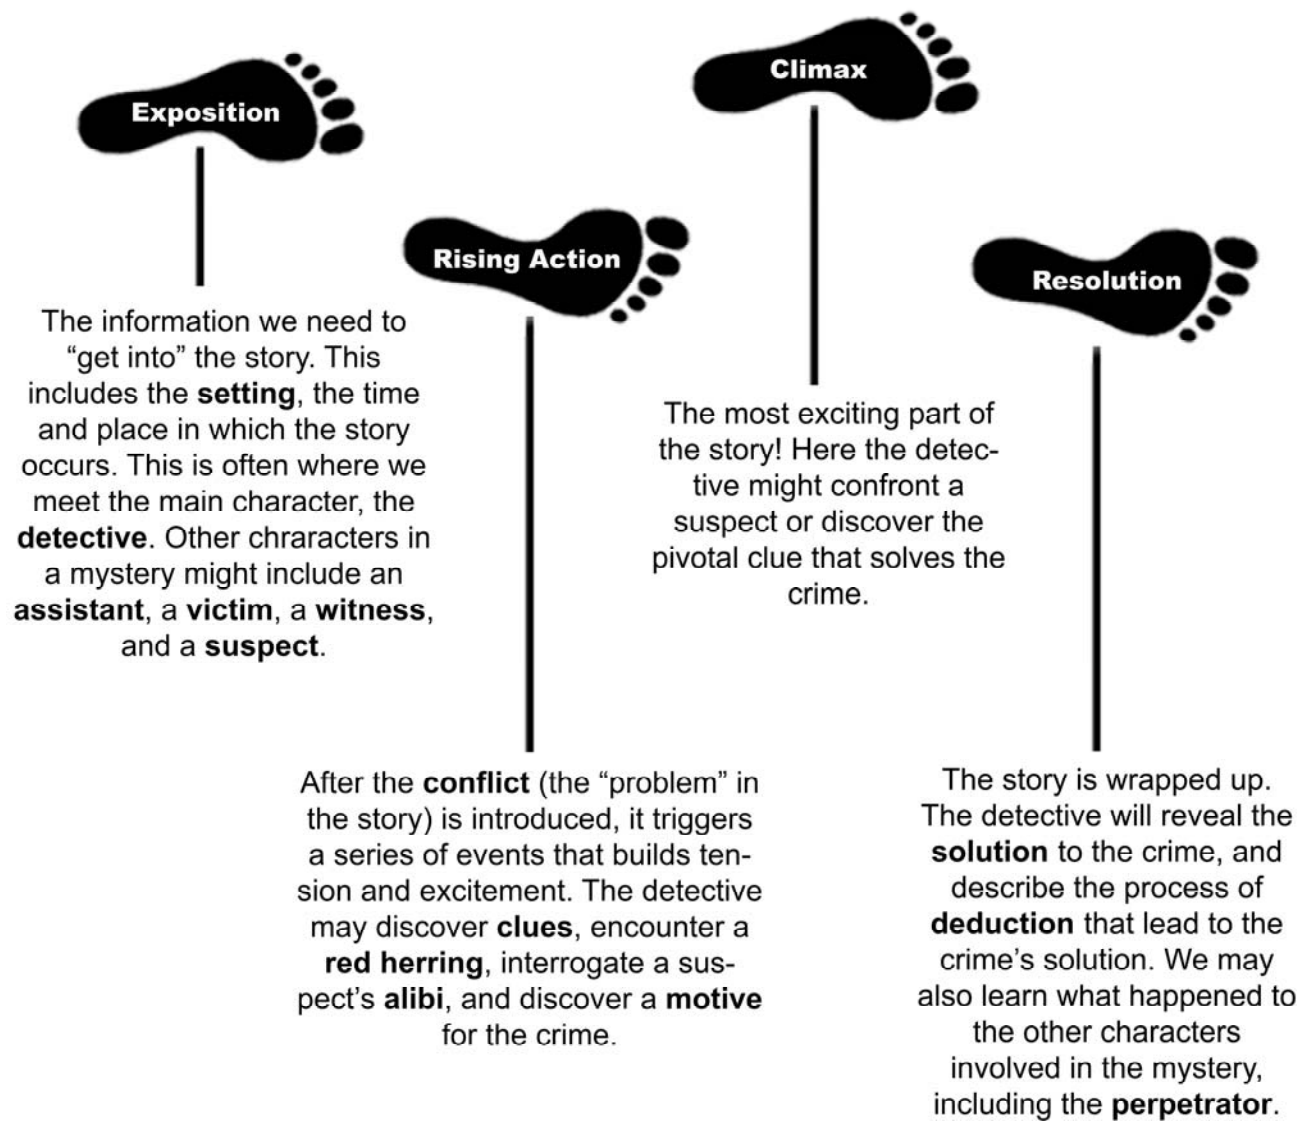 Exposition
The information we need to
“get into” the story. This
includes the setting, the time
and place in which the story
occurs. This is often where we
meet the main character, the
detective. Other chraracters in
a mystery might include an
assistant, a victim, a witness,
and a suspect.
Rising Action
After the conflict (the “problem” in
the story) is introduced, it triggers
a series of events that builds ten-
sion and excitement. The detective
may discover clues, encounter a
red herring, interrogate a sus-
pect’s alibi, and discover a motive
for the crime.
Climax
The most exciting part of
the story! Here the detec-
tive might confront a
suspect or discover the
pivotal clue that solves the
crime.
Resolution
The story is wrapped up.
The detective will reveal the
solution to the crime, and
describe the process of
deduction that lead to the
crime’s solution. We may
also learn what happened to
the other characters
involved in the mystery,
including the perpetrator.